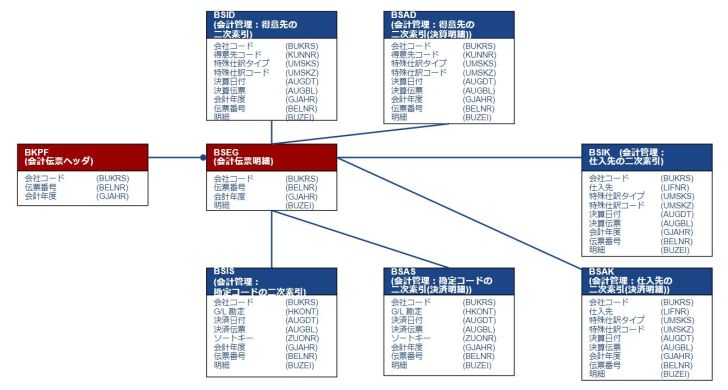 BSID
(会計管理：得意先の
二次索引)
会社コード (BUKRS)
得意先コード (KUNNR)
特殊仕訳タイプ (UMSKS)
特殊仕訳コード (UMSKZ)
決算日付 (AUGDT)
決算伝票 (AUGBL)
会計年度 (GJAHR)
伝票番号 (BELNR)
明細 (BUZEI)
BSAD
(会計管理：得意先の
二次索引(決算明細))
会社コード (BUKRS)
得意先コード (KUNNR)
特殊仕訳タイプ (UMSKS)
特殊仕訳コード (UMSKZ)
決算日付 (AUGDT)
決算伝票 (AUGBL)
会計年度 (GJAHR)
伝票番号 (BELNR)
明細 (BUZEI)
BKPF
(会計伝票ヘッダ)
会社コード (BUKRS)
伝票番号 (BELNR)
会計年度 (GJAHR)
BSEG
(会計伝票明細)
会社コード (BUKRS)
伝票番号 (BELNR)
会計年度 (GJAHR)
明細 (BUZEI)
BSIK (会計管理：
仕入先の二次索引)
会社コード (BUKRS)
仕入先 (LIFNR)
特殊仕訳タイプ (UMSKS)
特殊仕訳コード (UMSKZ)
決算日付 (AUGDT)
決算伝票 (AUGBL)
会計年度 (GJAHR)
伝票番号 (BELNR)
明細 (BUZEI)
BSIS
(会計管理：
勘定コードの二次索引)
会社コード (BUKRS)
G/L 勘定 (HKONT)
決済日付 (AUGDT)
決済伝票 (AUGBL)
ソートキー (ZUONR)
会計年度 (GJAHR)
伝票番号 (BELNR)
明細 (BUZEI)
BSAS
(会計管理：勘定コードの
二次索引(決済明細))
会社コード (BUKRS)
G/L 勘定 (HKONT)
決済日付 (AUGDT)
決済伝票 (AUGBL)
ソートキー (ZUONR)
会計年度 (GJAHR)
伝票番号 (BELNR)
明細 (BUZEI)
BSAK
(会計管理：仕入先の
二次索引(決済明細))
会社コード (BUKRS)
仕入先 (LIFNR)
特殊仕訳タイプ (UMSKS)
特殊仕訳コード (UMSKZ)
決済日付 (AUGDT)
決済伝票 (AUGBL)
会計年度 (GJAHR)
伝票番号 (BELNR)
明細 (BUZEI)